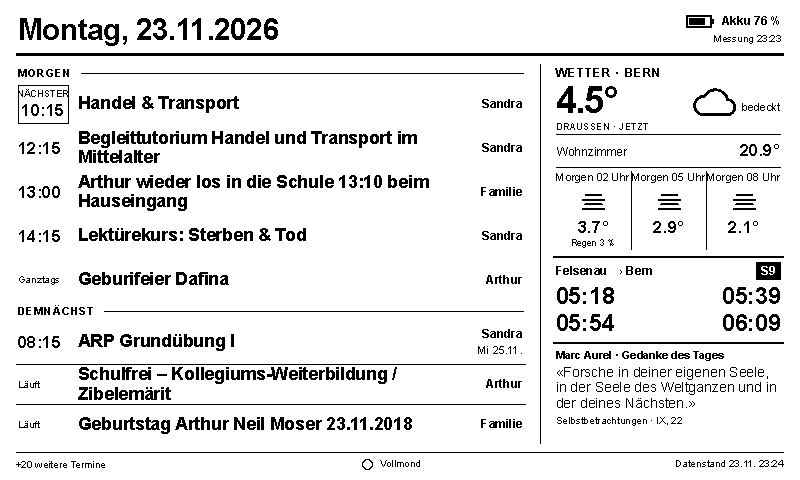 Montag, 23.11.2026
Akku 76 %
Messung 23:23
MORGEN
NÄCHSTER
10:15
Handel & Transport
Sandra
12:15
Begleittutorium Handel und Transport im
Mittelalter
Sandra
13:00
Arthur wieder los in die Schule 13:10 beim
Hauseingang
Familie
14:15
Lektürekurs: Sterben & Tod
Sandra
Ganztags
Geburifeier Dafina
Arthur
DEMNÄCHST
08:15
ARP Grundübung I
Sandra
Mi 25.11.
Läuft
Schulfrei – Kollegiums-Weiterbildung /
Zibelemärit
Arthur
Läuft
Geburtstag Arthur Neil Moser 23.11.2018
Familie
WETTER · BERN
4.5°
bedeckt
DRAUSSEN · JETZT
Wohnzimmer
20.9°
Morgen 02 Uhr
Morgen 05 Uhr
Morgen 08 Uhr
3.7°
2.9°
2.1°
Regen 3 %
Felsenau › Bern
S9
05:18
05:39
05:54
06:09
Marc Aurel · Gedanke des Tages
«Forsche in deiner eigenen Seele,
in der Seele des Weltganzen und in
der deines Nächsten.»
Selbstbetrachtungen · IX, 22
+20 weitere Termine
Vollmond
Datenstand 23.11. 23:24